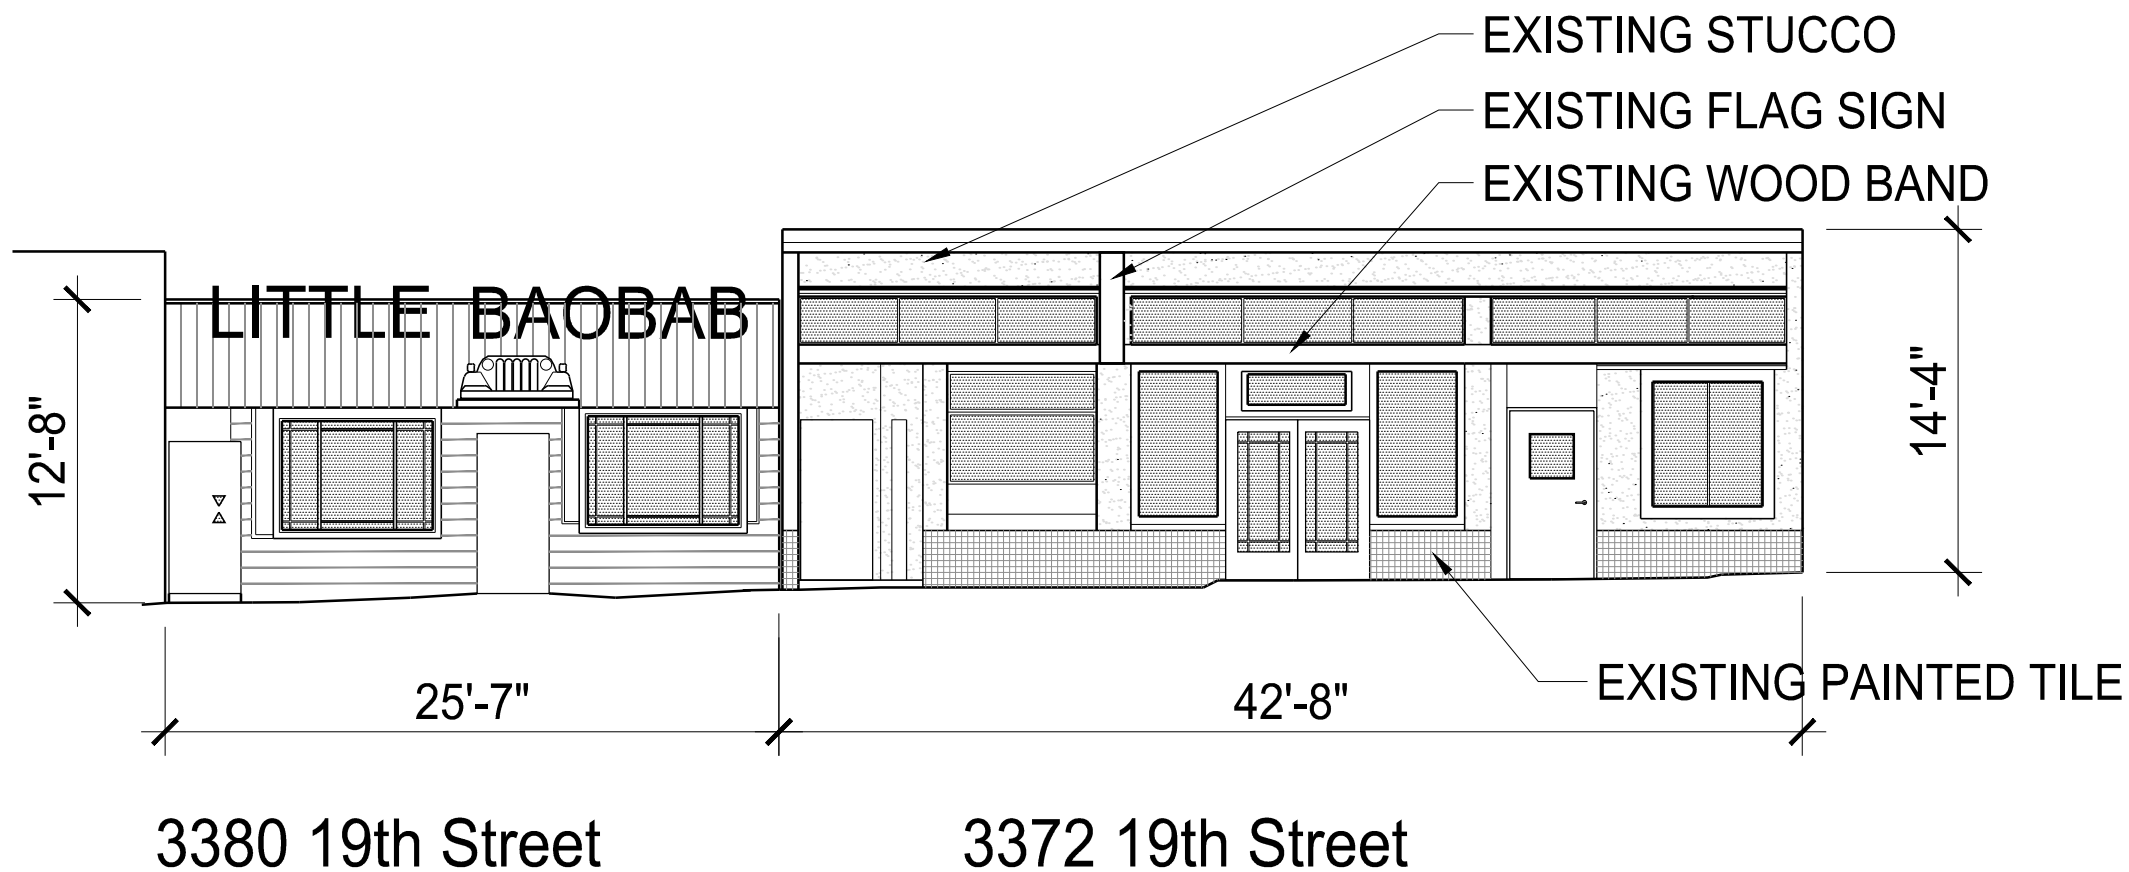 EXISTING STUCCO
EXISTING FLAG SIGN
EXISTING WOOD BAND
LITTLE BAOBAB
12'-8"
14'-4"
EXISTING PAINTED TILE
25'-7"
42'-8"
3380 19th Street
3372 19th Street